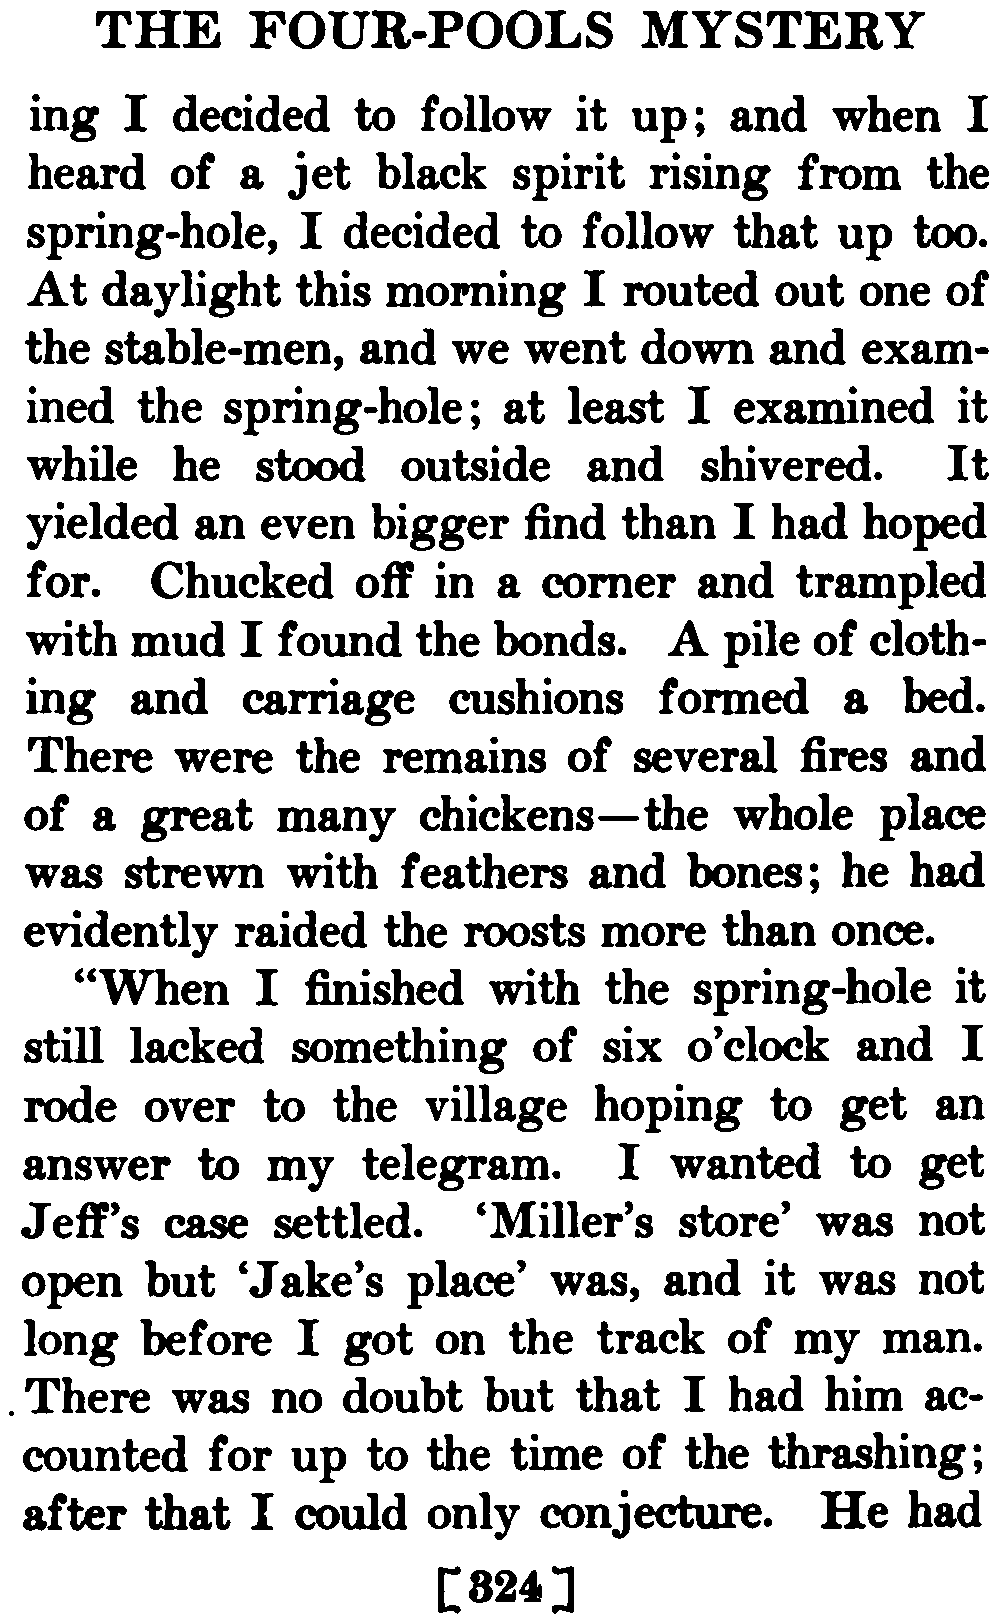 THE FOUR-POOLS MYSTERY
ing I decided to follow it up; and when I
heard of a jet black spirit rising from the
spring-hole, I decided to follow that up too.
At daylight this morning I routed out one of
the stable-men, and we went down and exam-
ined the spring-hole; at least I examined it
while he stood outside and shivered. It
yielded an even bigger find than I had hoped
for. Chucked off in a corner and trampled
with mud I found the bonds. A pile of cloth-
ing and carriage cushions formed a bed.
There were the remains of several fires and
of a great many chickens—the whole place
was strewn with feathers and bones; he had
evidently raided the roosts more than once.
“When I finished with the spring-hole it
still lacked something of six o’clock and I
rode over to the village hoping to get an
answer to my telegram. I wanted to get
Jeff’s case settled. ‘Miller’s store’ was not
open but ‘Jake’s place’ was, and it was not
long before I got on the track of my man.
There was no doubt but that I had him ac-
counted for up to the time of the thrashing;
after that I could only conjecture. He had
[324]